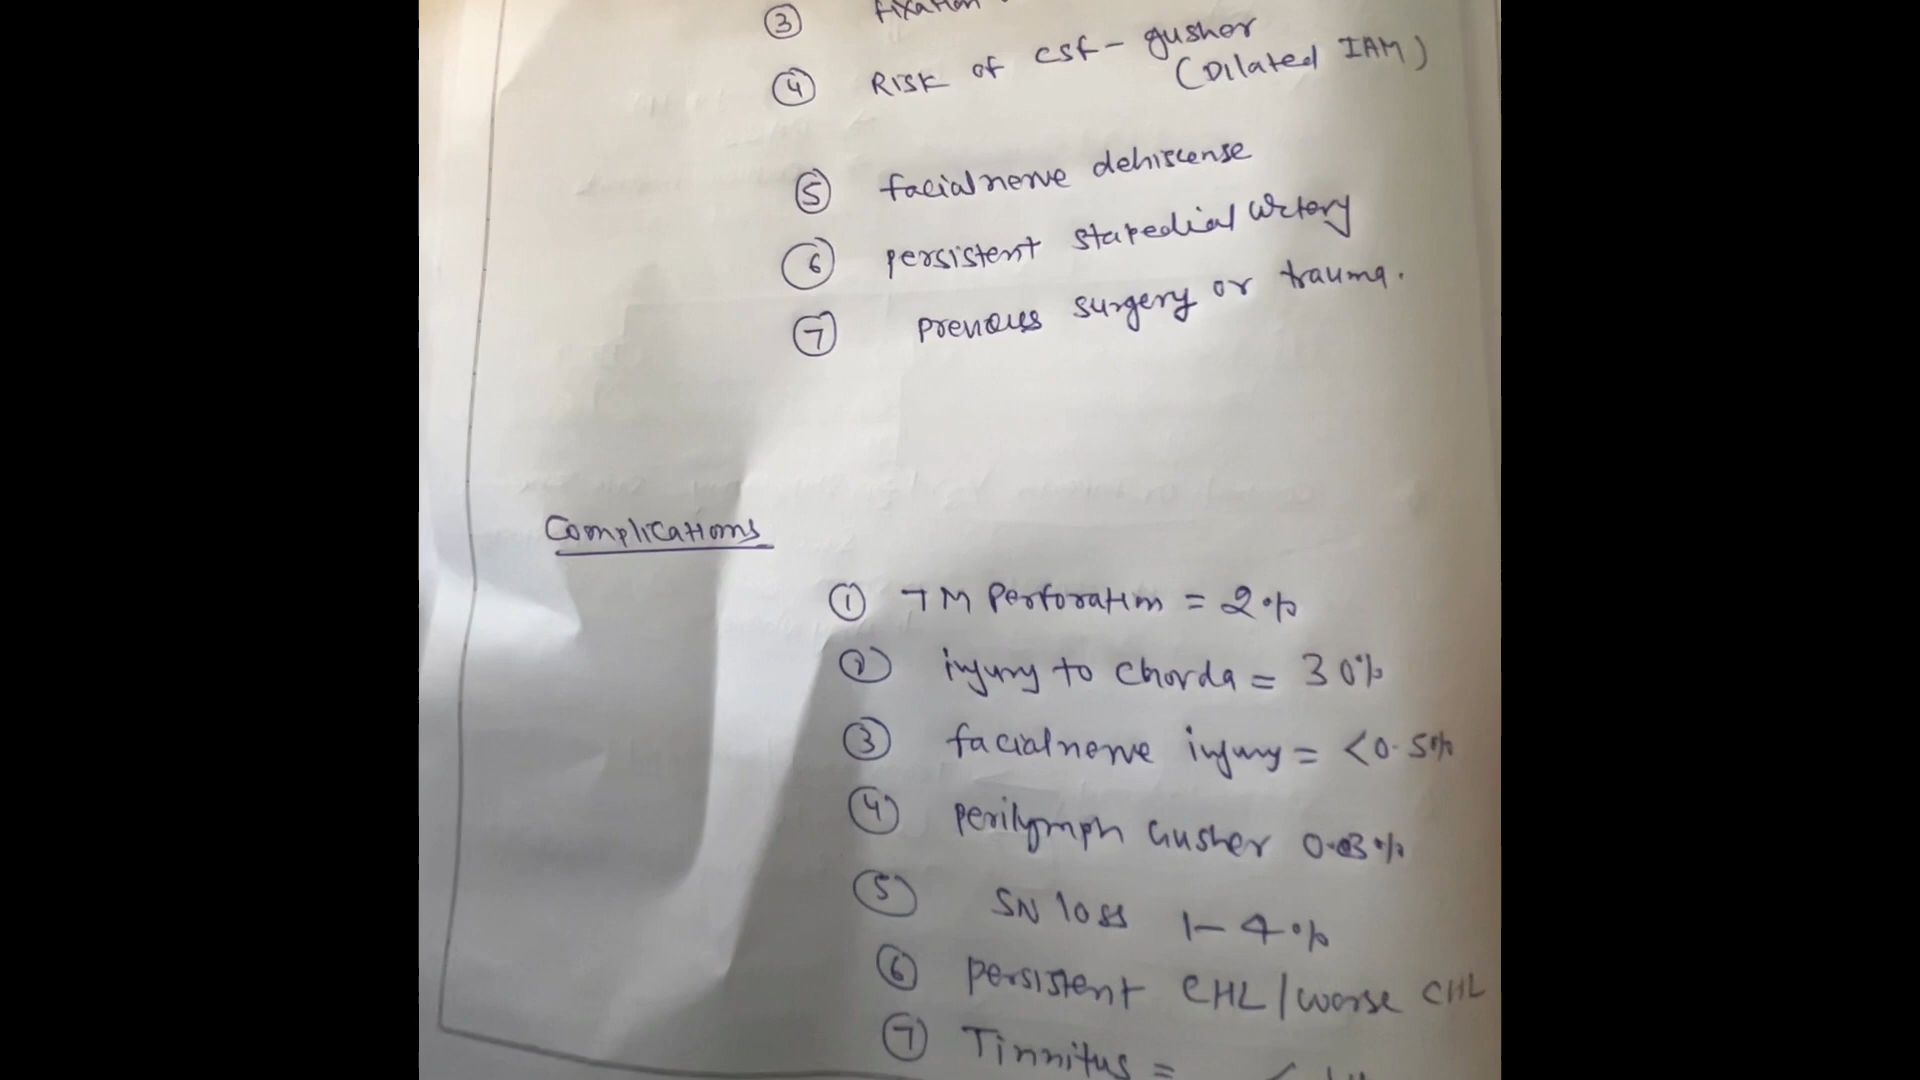 ③ fixation
④ Risk of csf - gusher
(Dilated IAM)
⑤ facial nerve dehiscense
⑥ persistent stapedial artery
⑦ previous surgery or trauma.
Complications
① TM Perforation = 2%
② injury to chorda = 30%
③ facial nerve injury = <0.5%
④ perilymph Gusher 0.03%
⑤ SN loss 1-4%
⑥ persistent CHL/worse CHL
⑦ Tinnitus = <